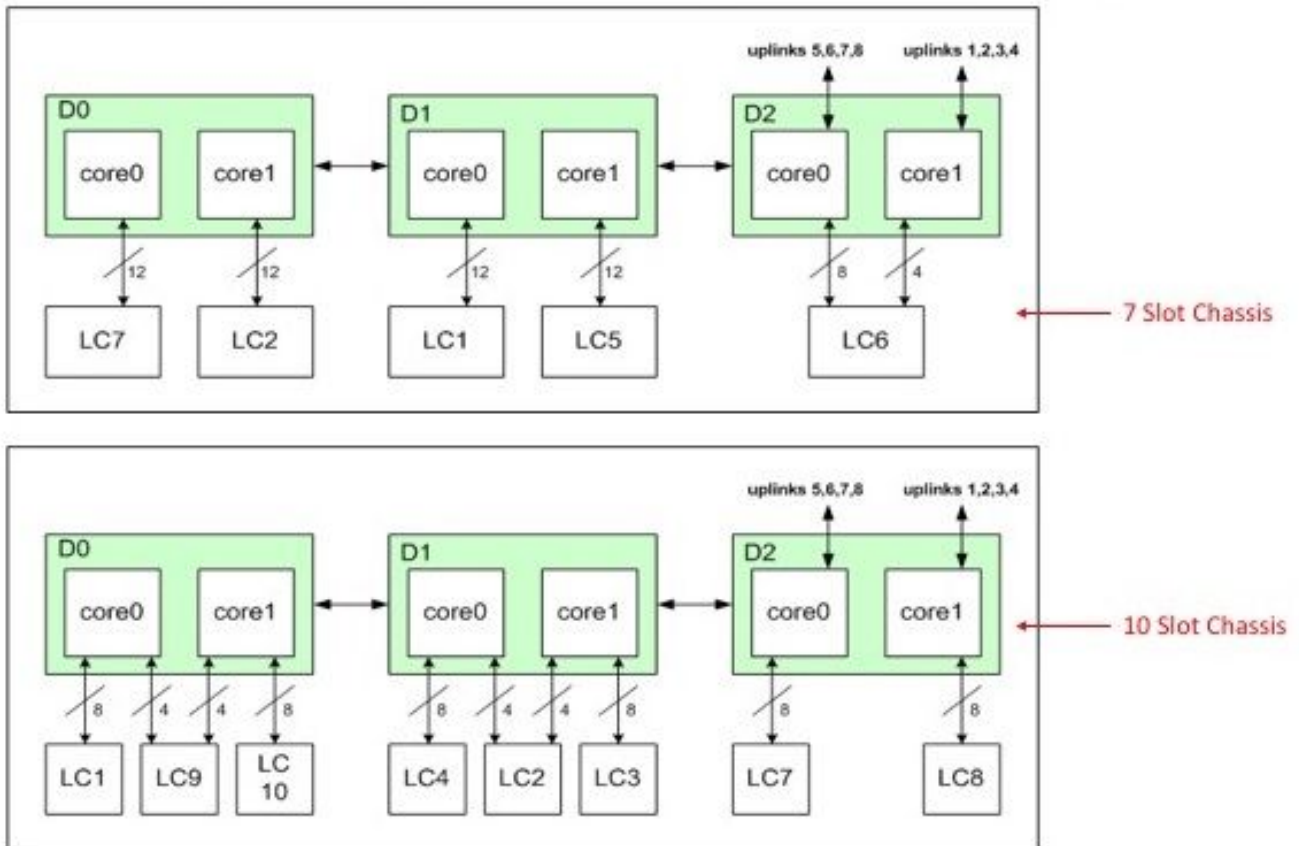 uplinks 5,6,7,8
uplinks 1,2,3,4
D0
D1
D2
core0
core1
core0
core1
core0
core1
12
12
12
12
8
4
LC7
LC2
LC1
LC5
LC6
7 Slot Chassis
uplinks 5,6,7,8
uplinks 1,2,3,4
D0
D1
D2
core0
core1
core0
core1
core0
core1
10 Slot Chassis
8
4
4
8
8
4
4
8
8
8
LC1
LC9
LC
10
LC4
LC2
LC3
LC7
LC8